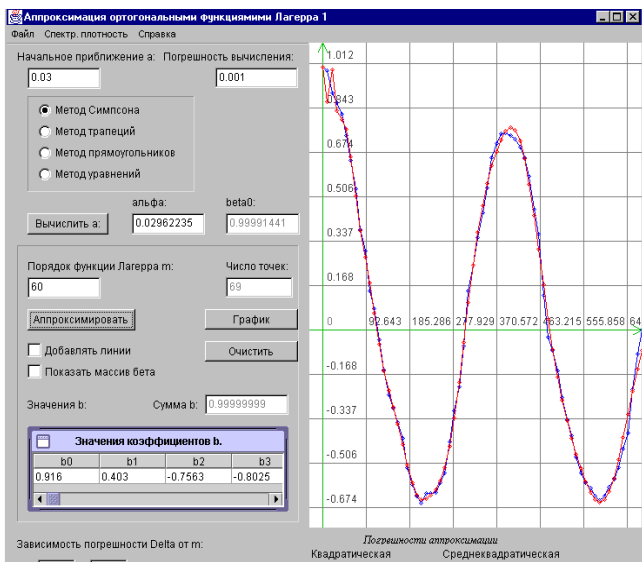 Аппроксимация ортогональными функциямими Лагерра 1
Файл Спектр. плотность Справка
Начальное приближение a: Погрешность вычисления:
0.03 0.001
Метод Симпсона
Метод трапеций
Метод прямоугольников
Метод уравнений
альфа: beta0:
Вычислить a: 0.02962235 0.99991441
Порядок функции Лагерра m: Число точек:
60 69
Аппроксимировать График
Добавлять линии Очистить
Показать массив бета
Значения b: Сумма b: 0.99999999
Значения коэффициентов b.
b0 b1 b2 b3
0.916 0.403 -0.7563 -0.8025
Зависимость погрешности Delta от m:
1.012
0.843
0.674
0.506
0.337
0.168
0 92.643 185.286 277.929 370.572 463.215 555.858 64
-0.168
-0.337
-0.506
-0.674
Погрешности аппроксимации
Квадратическая Среднеквадратическая